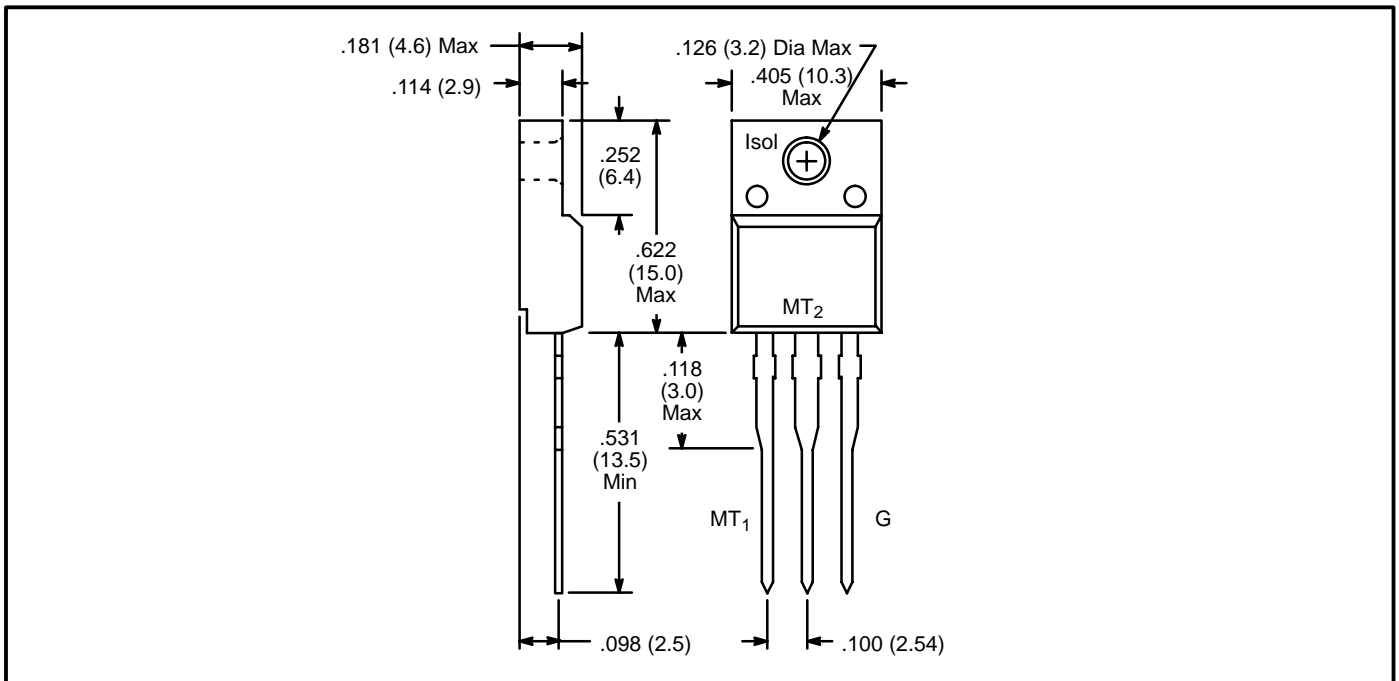 .181 (4.6) Max
.126 (3.2) Dia Max
.114 (2.9)
.405 (10.3)
Max
Isol
.252
(6.4)
.622
(15.0)
Max
MT2
.118
(3.0)
Max
.531
(13.5)
Min
MT1
G
.098 (2.5)
.100 (2.54)